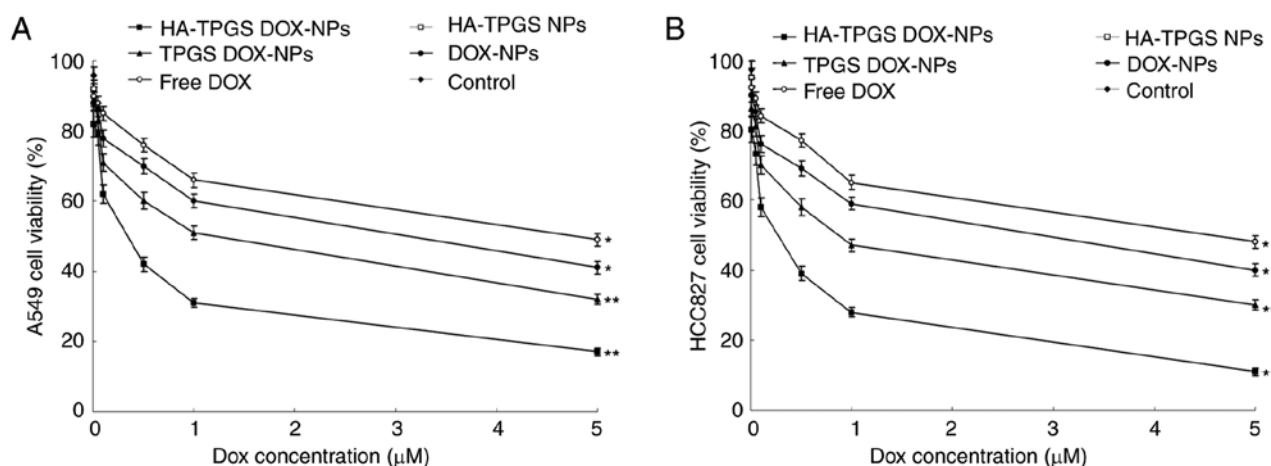 A
HA-TPGS DOX-NPs
HA-TPGS NPs
TPGS DOX-NPs
DOX-NPs
Free DOX
Control
A549 cell viability (%)
100
80
60
40
20
0
*
*
**
**
0 1 2 3 4 5
Dox concentration (μM)
B
HA-TPGS DOX-NPs
HA-TPGS NPs
TPGS DOX-NPs
DOX-NPs
Free DOX
Control
HCC827 cell viability (%)
100
80
60
40
20
0
*
*
*
*
0 1 2 3 4 5
Dox concentration (μM)